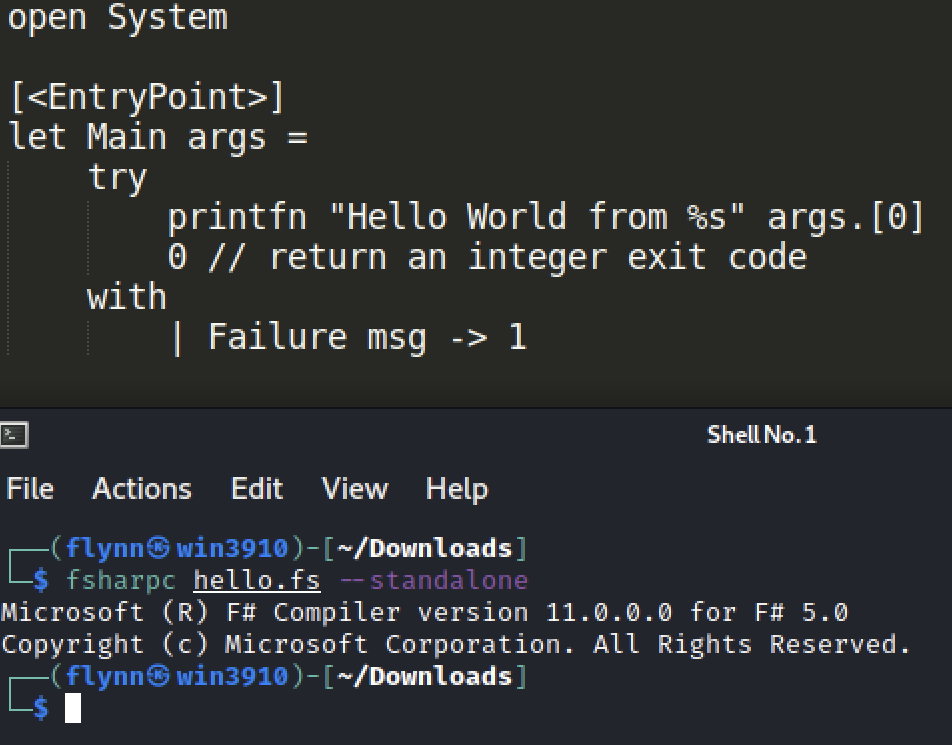 open System
[<EntryPoint>]
let Main args =
    try
        printfn "Hello World from %s" args.[0]
        0 // return an integer exit code
    with
        | Failure msg -> 1
Shell No. 1
File Actions Edit View Help
┌──(flynn㉿win3910)-[~/Downloads]
└─$ fsharpc hello.fs --standalone
Microsoft (R) F# Compiler version 11.0.0.0 for F# 5.0
Copyright (c) Microsoft Corporation. All Rights Reserved.
┌──(flynn㉿win3910)-[~/Downloads]
└─$